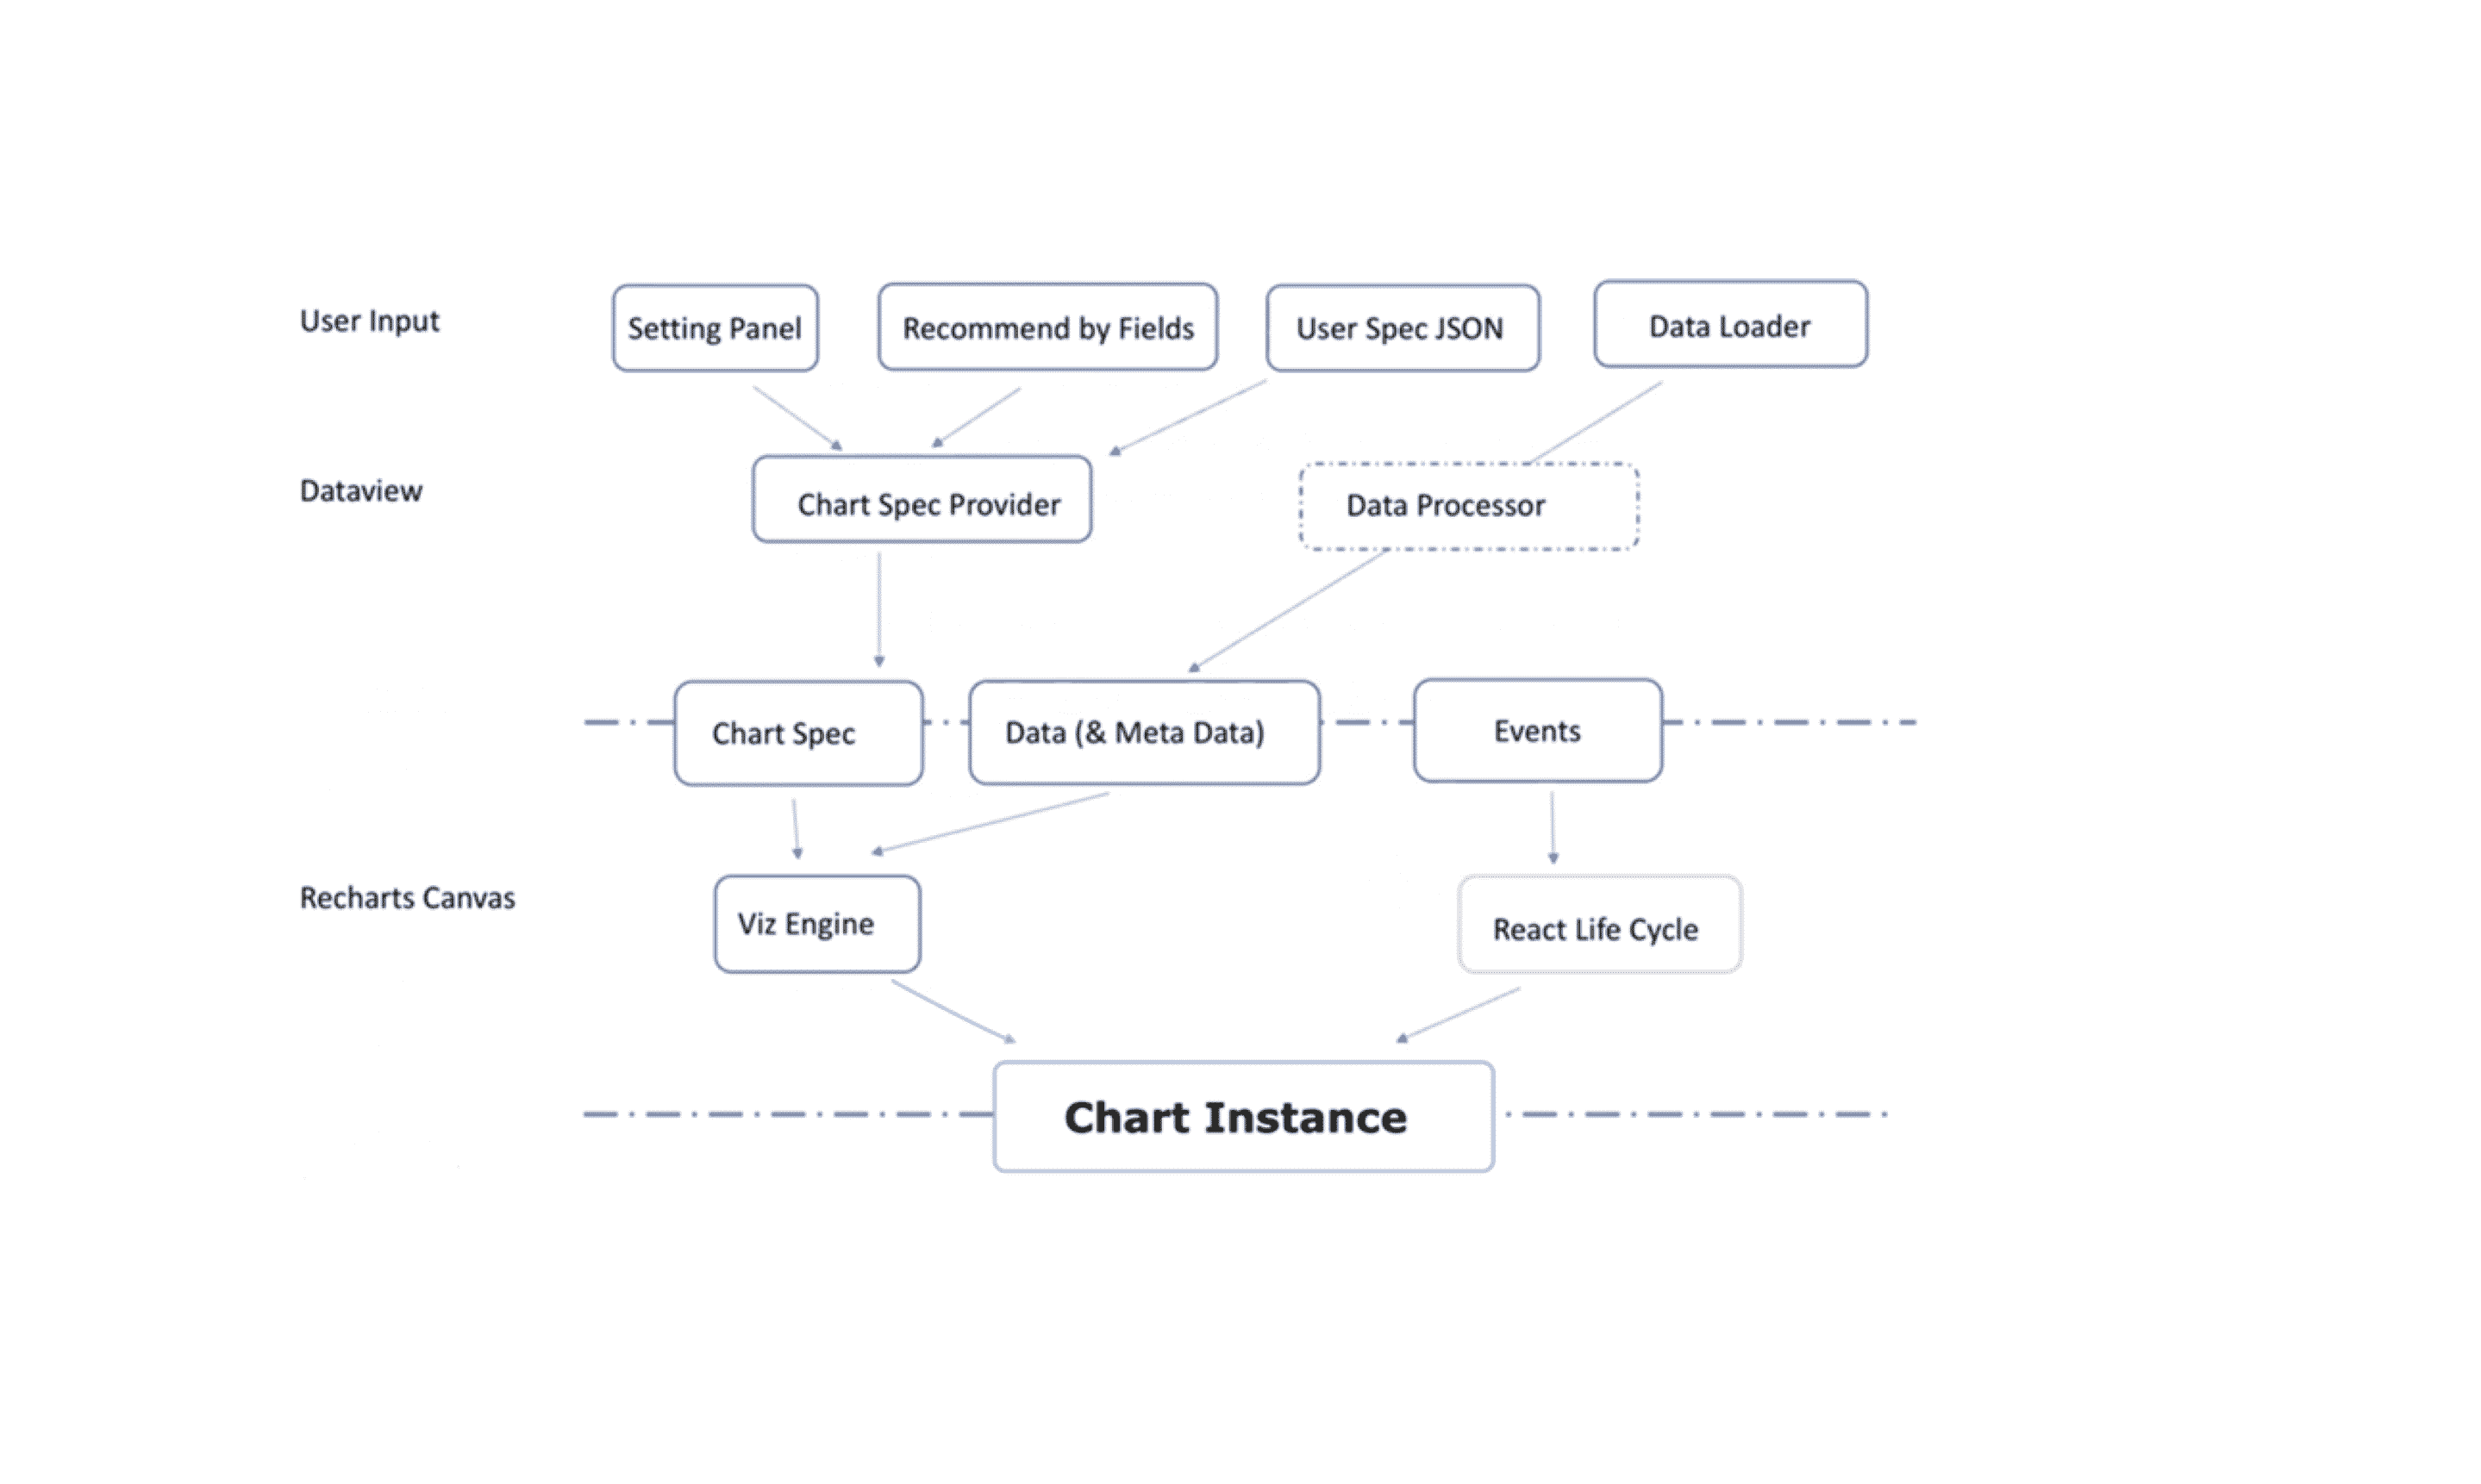 User Input
Setting Panel
Recommend by Fields
User Spec JSON
Data Loader
Dataview
Chart Spec Provider
Data Processor
Chart Spec
Data (& Meta Data)
Events
Recharts Canvas
Viz Engine
React Life Cycle
Chart Instance